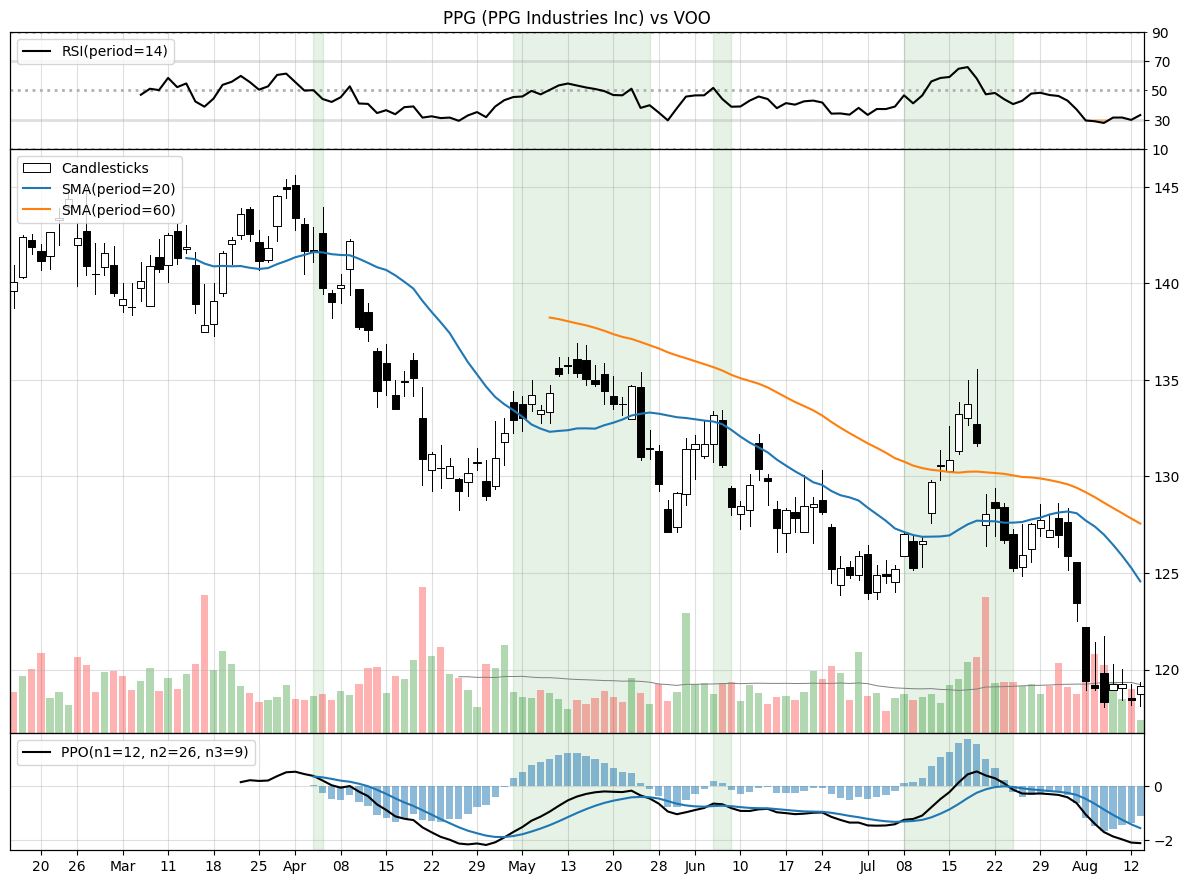 PPG (PPG Industries Inc) vs VOO
RSI(period=14)
90
70
50
30
10
Candlesticks
SMA(period=20)
SMA(period=60)
145
140
135
130
125
120
PPO(n1=12, n2=26, n3=9)
0
−2
20 26 Mar 11 18 25 Apr 08 15 22 29 May 13 20 28 Jun 10 17 24 Jul 08 15 22 29 Aug 12